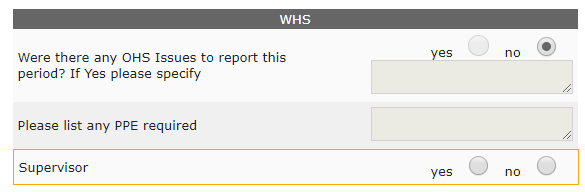 WHS
Were there any OHS Issues to report this
period? If Yes please specify
yes no
Please list any PPE required
Supervisor
yes no